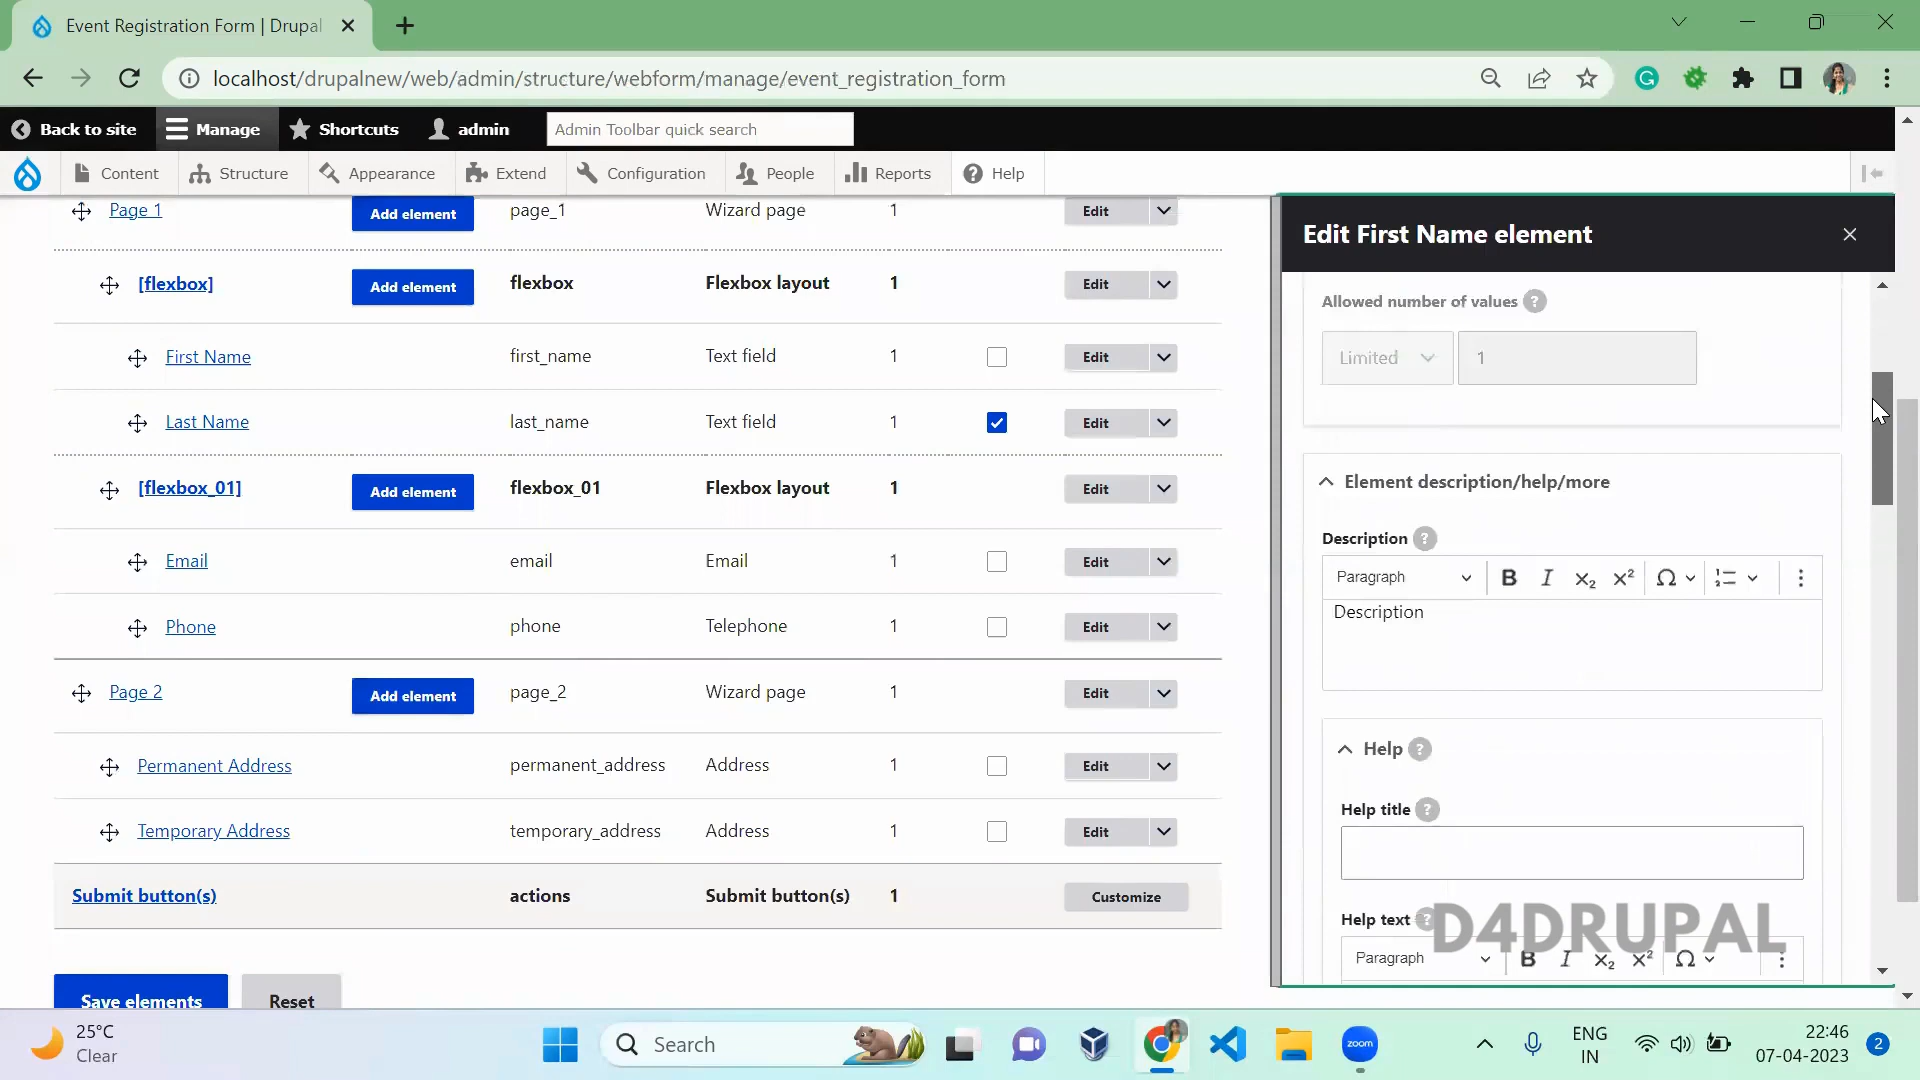 Event Registration Form | Drupal
localhost/drupalnew/web/admin/structure/webform/manage/event_registration_form
Back to site Manage Shortcuts admin Admin Toolbar quick search
Content Structure Appearance Extend Configuration People Reports Help
Page 1 Add element page_1 Wizard page 1 Edit
[flexbox] Add element flexbox Flexbox layout 1 Edit
First Name first_name Text field 1 Edit
Last Name last_name Text field 1 Edit
[flexbox_01] Add element flexbox_01 Flexbox layout 1 Edit
Email email Email 1 Edit
Phone phone Telephone 1 Edit
Page 2 Add element page_2 Wizard page 1 Edit
Permanent Address permanent_address Address 1 Edit
Temporary Address temporary_address Address 1 Edit
Submit button(s) actions Submit button(s) 1 Customize
Save elements Reset
Edit First Name element
Allowed number of values ?
Limited 1
Element description/help/more
Description ?
Paragraph B I x₂ x² Ω
Description
Help ?
Help title ?
Help text ?
D4DRUPAL
Paragraph B I x₂ x² Ω
25°C
Clear
Search
zoom
ENG
IN
22:46
07-04-2023
2